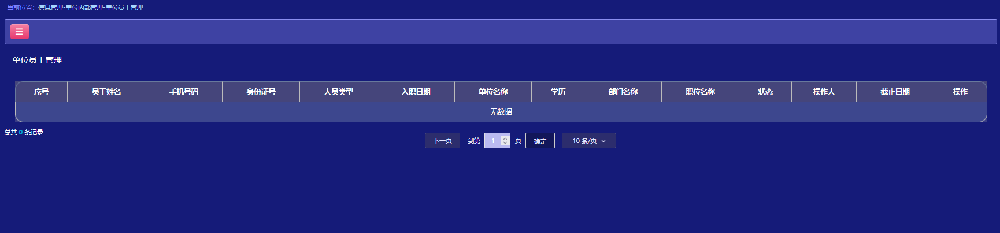 当前位置：信息管理-单位内部管理-单位员工管理
单位员工管理
序号 员工姓名 手机号码 身份证号 人员类型 入职日期 单位名称 学历 部门名称 职位名称 状态 操作人 截止日期 操作
无数据
总共 0 条记录
下一页 到第 1 页 确定 10 条/页